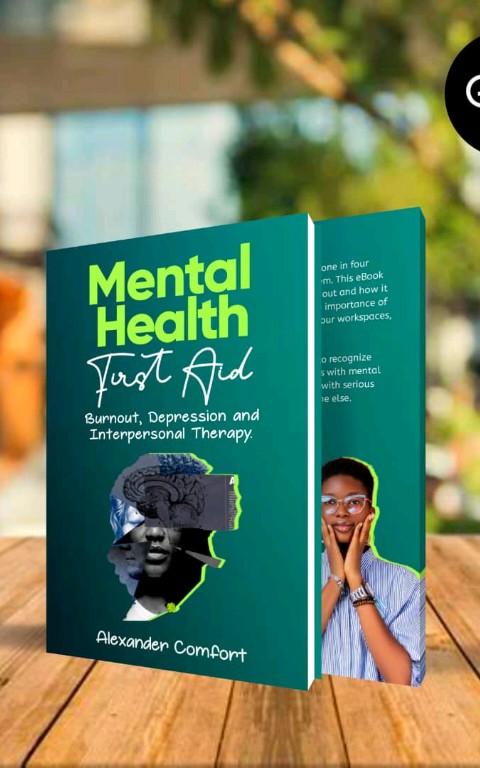 Mental
Health
First Aid
Burnout, Depression and
Interpersonal Therapy.
Alexander Comfort
one in four
This eBook
out and how it
importance of
our workspaces,
o recognize
with mental
with serious
else.